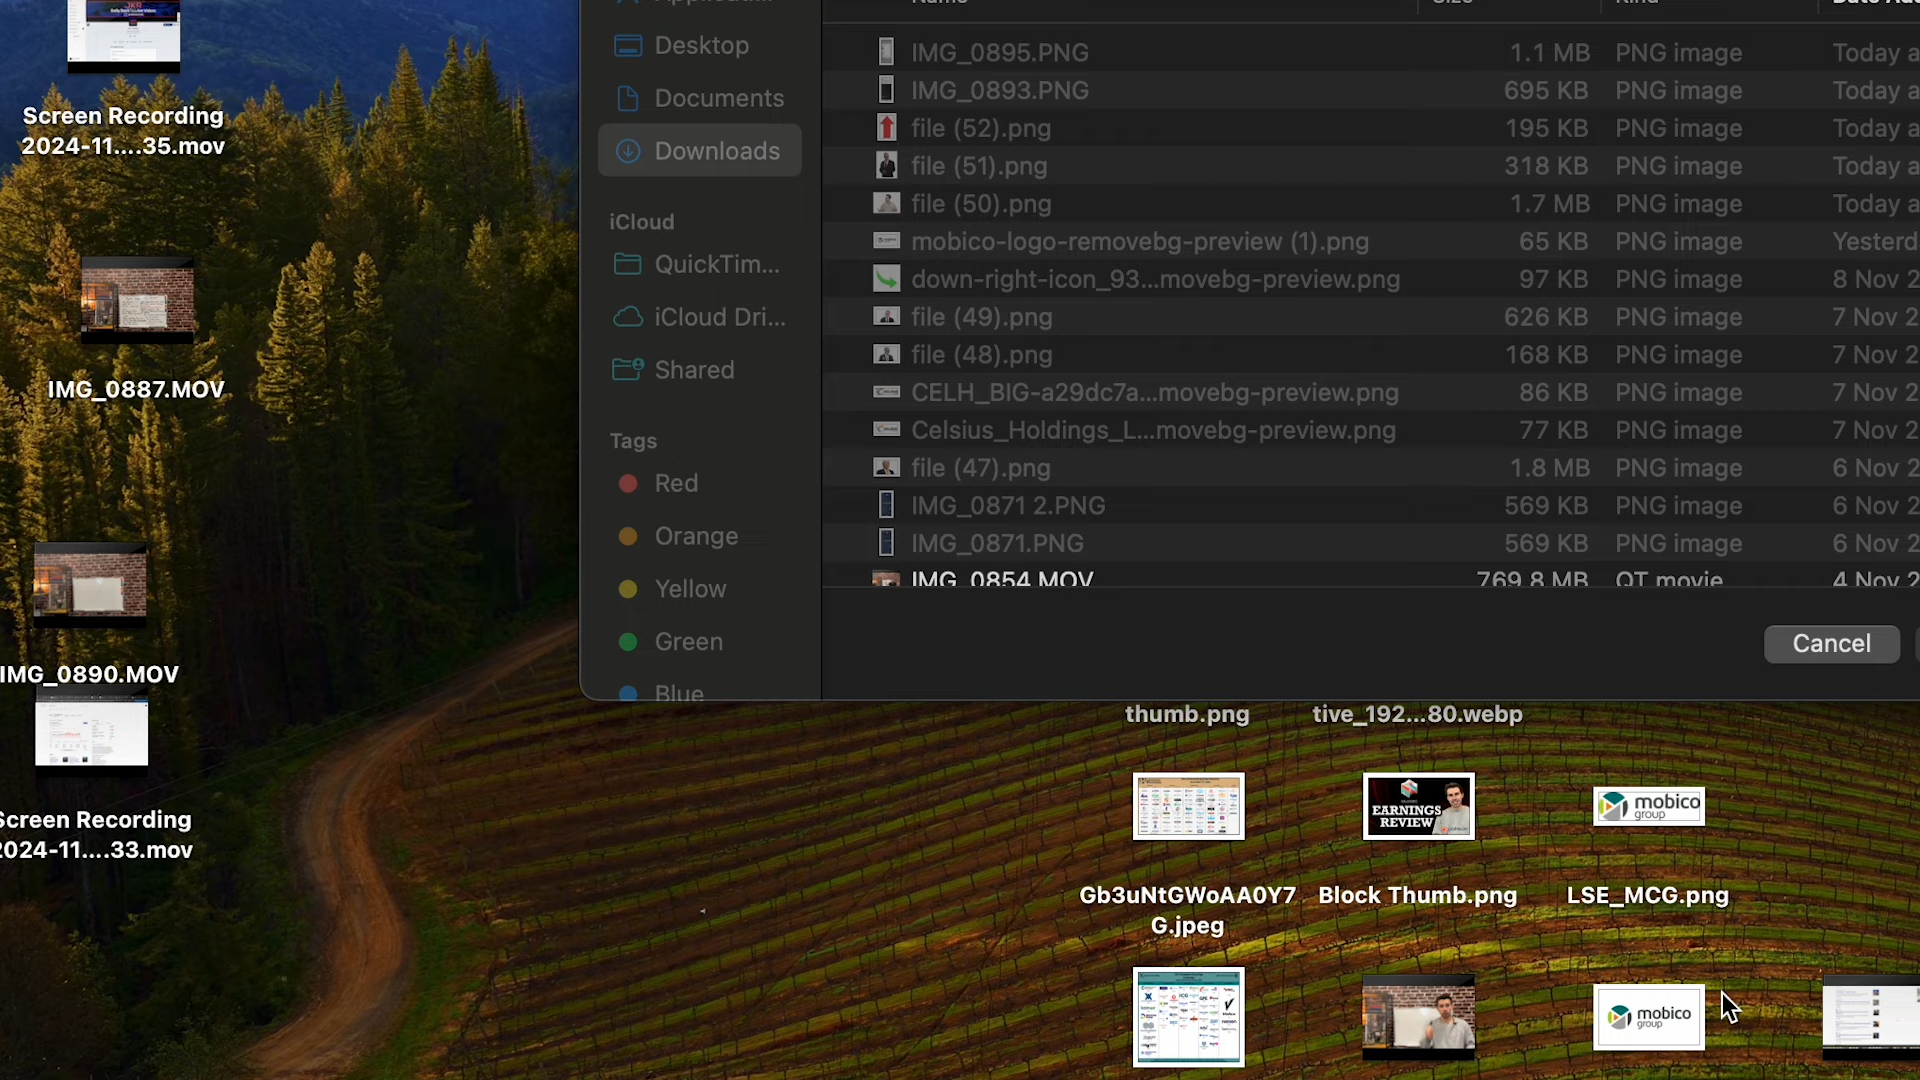 Screen Recording
2024-11....35.mov
IMG_0887.MOV
IMG_0890.MOV
Screen Recording
2024-11....33.mov
Desktop
Documents
Downloads
iCloud
QuickTim...
iCloud Dri...
Shared
Tags
Red
Orange
Yellow
Green
Blue
Name Size Kind Date Ad
IMG_0895.PNG 1.1 MB PNG image Today a
IMG_0893.PNG 695 KB PNG image Today a
file (52).png 195 KB PNG image Today a
file (51).png 318 KB PNG image Today a
file (50).png 1.7 MB PNG image Today a
mobico-logo-removebg-preview (1).png 65 KB PNG image Yesterd
down-right-icon_93...movebg-preview.png 97 KB PNG image 8 Nov 2
file (49).png 626 KB PNG image 7 Nov 2
file (48).png 168 KB PNG image 7 Nov 2
CELH_BIG-a29dc7a...movebg-preview.png 86 KB PNG image 7 Nov 2
Celsius_Holdings_L...movebg-preview.png 77 KB PNG image 7 Nov 2
file (47).png 1.8 MB PNG image 6 Nov 2
IMG_0871 2.PNG 569 KB PNG image 6 Nov 2
IMG_0871.PNG 569 KB PNG image 6 Nov 2
IMG_0854.MOV 769.8 MB QT movie 4 Nov 2
Cancel
thumb.png
tive_192...80.webp
EARNINGS
REVIEW
mobico
group
Gb3uNtGWoAA0Y7
G.jpeg
Block Thumb.png
LSE_MCG.png
mobico
group